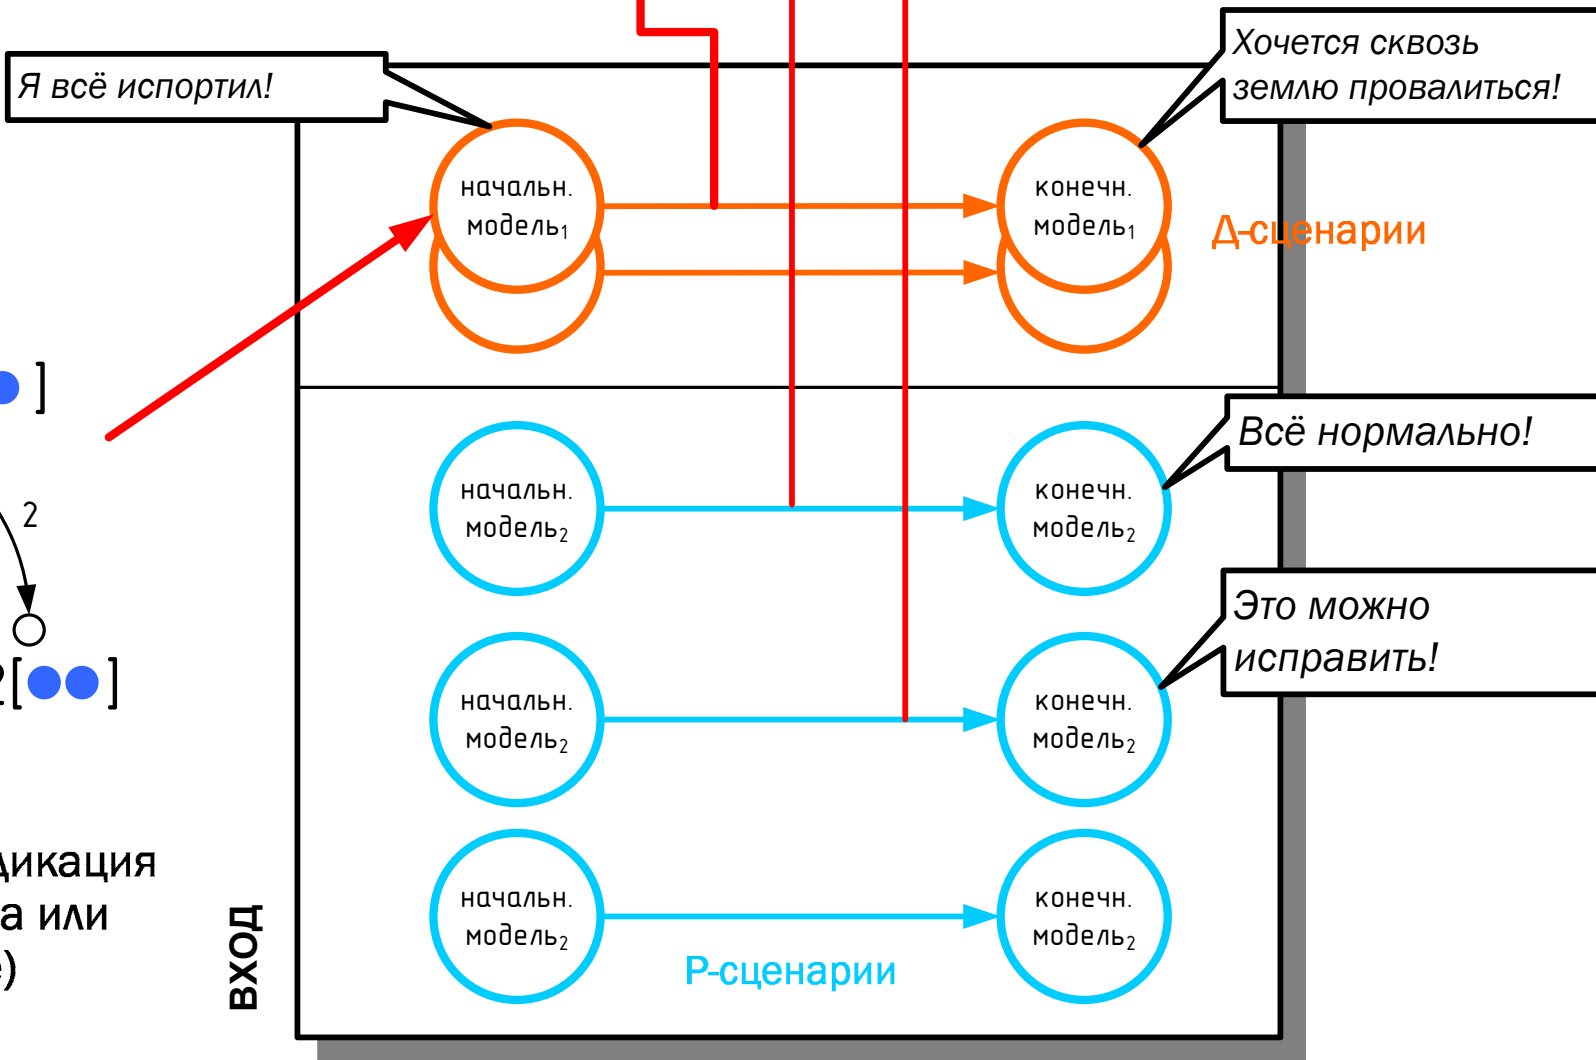 Хочется сквозь
землю провалиться!
Я всё испортил!
начальн.
модель₁
конечн.
модель₁
Д-сценарии
]
Всё нормально!
начальн.
модель₂
конечн.
модель₂
2
Это можно
исправить!
2[ ]
начальн.
модель₂
конечн.
модель₂
а или
начальн.
модель₂
конечн.
модель₂
ВХОД
Р-сценарии